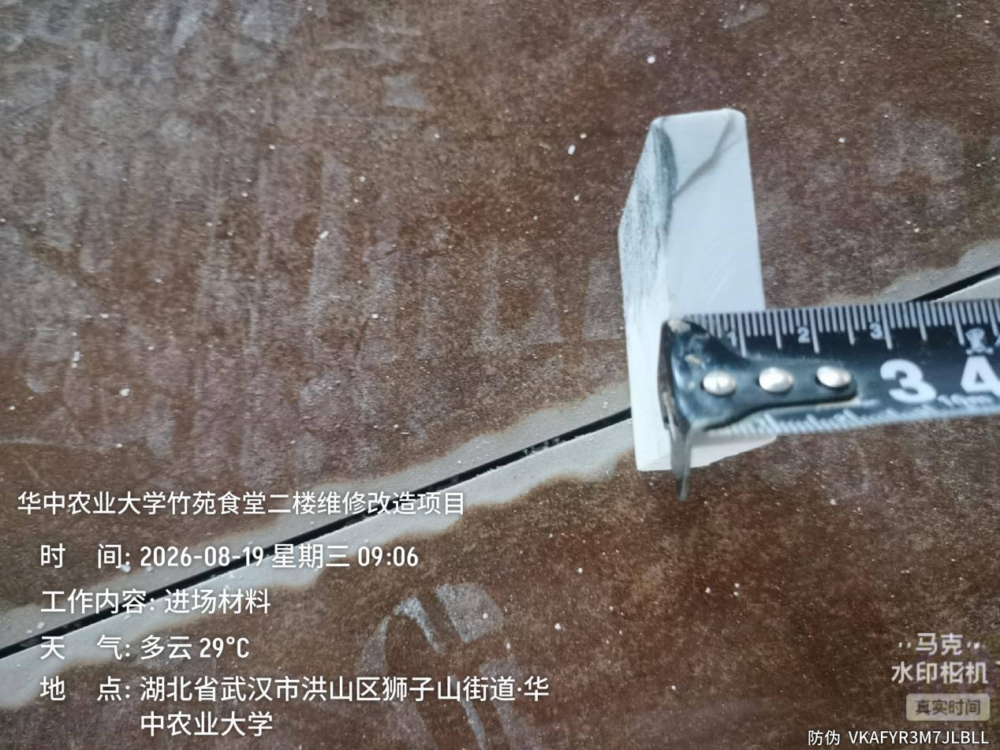 1 2 3
3 4
10m
华中农业大学竹苑食堂二楼维修改造项目
时 间: 2026-08-19 星期三 09:06
工作内容: 进场材料
天 气: 多云 29°C
地 点: 湖北省武汉市洪山区狮子山街道·华
中农业大学
马克
水印相机
真实时间
防伪 VKAFYR3M7JLBLL